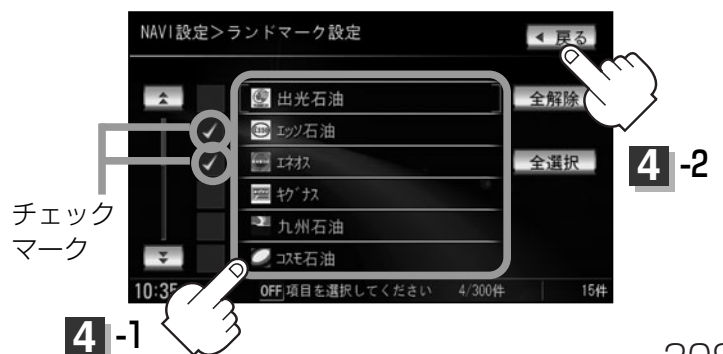 NAVI設定>ランドマーク設定
戻る
出光石油
全解除
エッソ石油
エネオス
全選択
4-2
キグナス
チェック
マーク
九州石油
コスモ石油
10:35
OFF 項目を選択してください
4/300件
15件
4-1